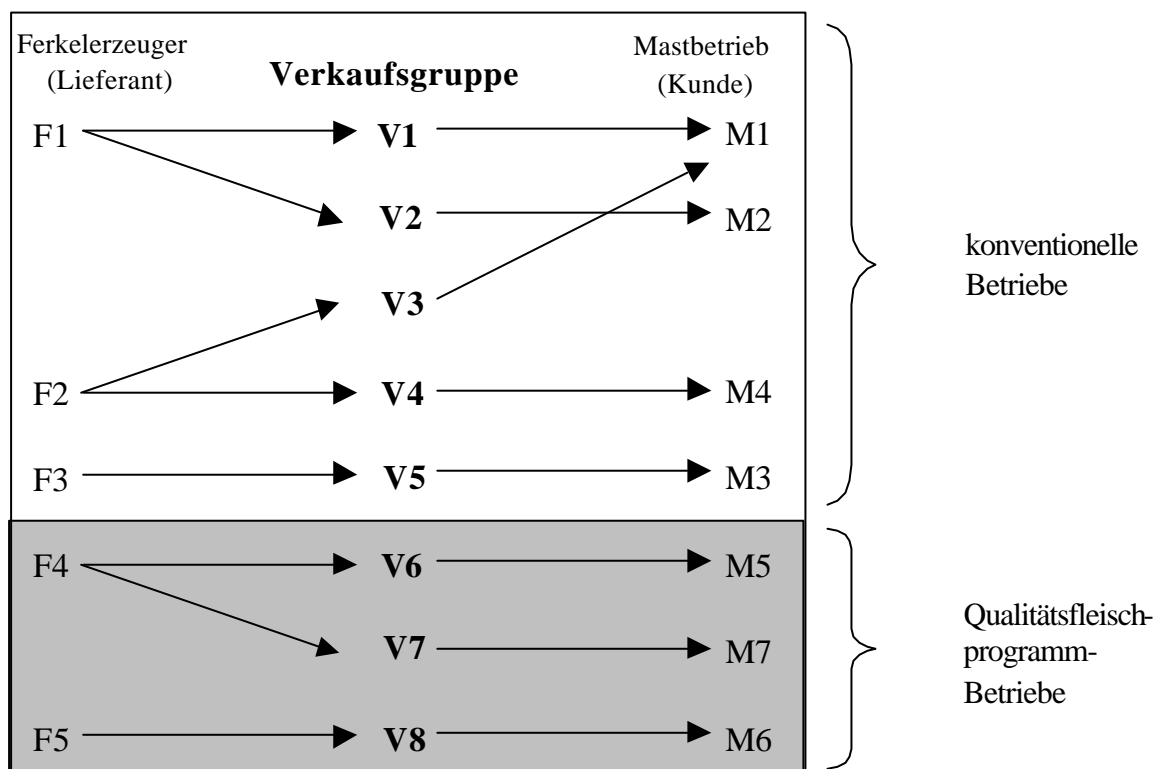 Ferkelerzeuger
(Lieferant)
Verkaufsgruppe
Mastbetrieb
(Kunde)
F1 V1 M1
V2 M2
V3
F2 V4 M4
F3 V5 M3
konventionelle
Betriebe
F4 V6 M5
V7 M7
F5 V8 M6
Qualitätsfleisch-
programm-
Betriebe